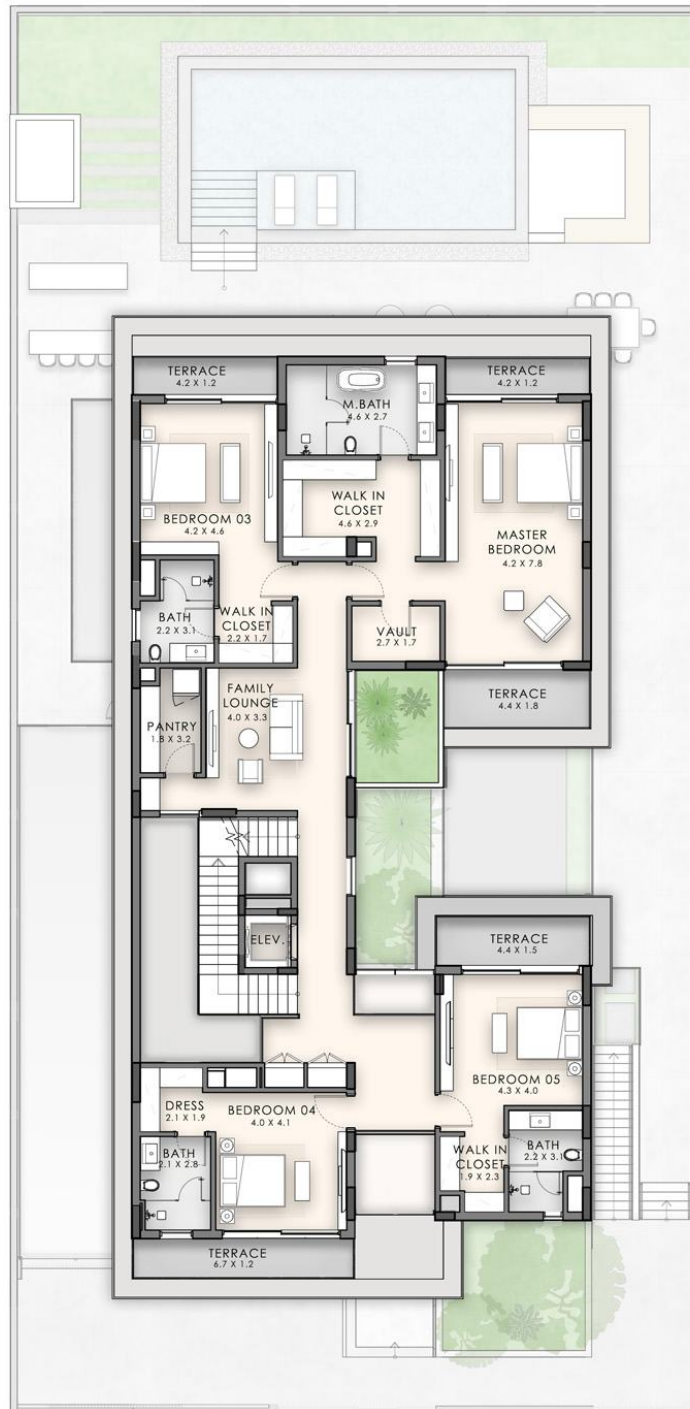 TERRACE
4.2 X 1.2
M.BATH
4.6 X 2.7
TERRACE
4.2 X 1.2
BEDROOM 03
4.2 X 4.6
WALK IN
CLOSET
4.6 X 2.9
MASTER
BEDROOM
4.2 X 7.8
BATH
2.2 X 3.1
WALK IN
CLOSET
2.2 X 1.7
VAULT
2.7 X 1.7
FAMILY
LOUNGE
4.0 X 3.3
TERRACE
4.4 X 1.8
PANTRY
1.8 X 3.2
ELEV.
TERRACE
4.4 X 1.5
BEDROOM 05
4.3 X 4.0
DRESS
2.1 X 1.9
BEDROOM 04
4.0 X 4.1
BATH
2.1 X 2.8
WALK IN
CLOSET
1.9 X 2.3
BATH
2.2 X 3.1
TERRACE
6.7 X 1.2